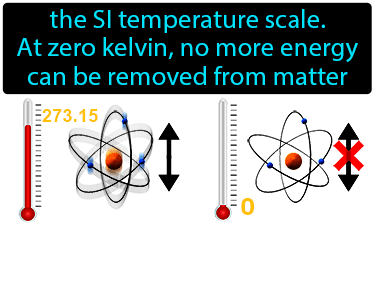 the SI temperature scale.
At zero kelvin, no more energy
can be removed from matter
273.15
0